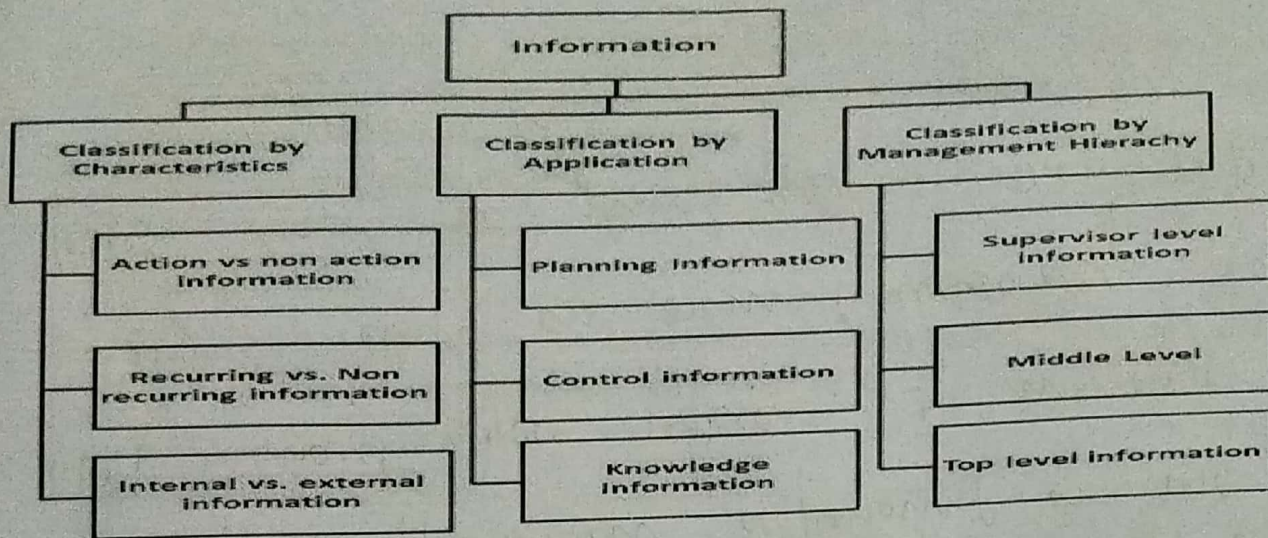 Information
Classification by
Characteristics
Action vs non action
information
Recurring vs. Non
recurring information
Internal vs. external
information
Classification by
Application
Planning Information
Control information
Knowledge
Information
Classification by
Management Hierachy
Supervisor level
information
Middle Level
Top level information